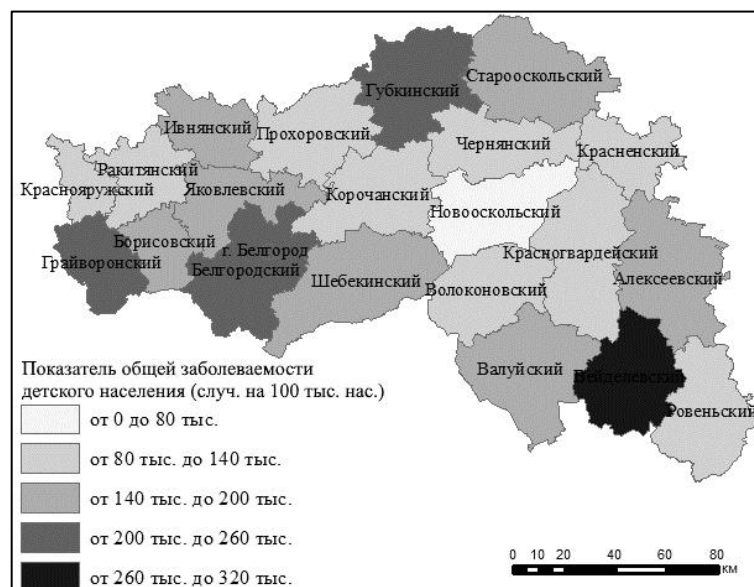 Губкинский
Старооскольский
Ивнянский
Прохоровский
Чернянский
Красненский
Ракитянский
Краснояружский
Яковлевский
Корочанский
Новооскольский
Борисовский
г. Белгород
Грайворонский
Белгородский
Шебекинский
Красногвардейский
Волоконовский
Алексеевский
Валуйский
Вейделевский
Ровеньский
Показатель общей заболеваемости
детского населения (случ. на 100 тыс. нас.)
от 0 до 80 тыс.
от 80 тыс. до 140 тыс.
от 140 тыс. до 200 тыс.
от 200 тыс. до 260 тыс.
от 260 тыс. до 320 тыс.
0 10 20 40 60 80
км